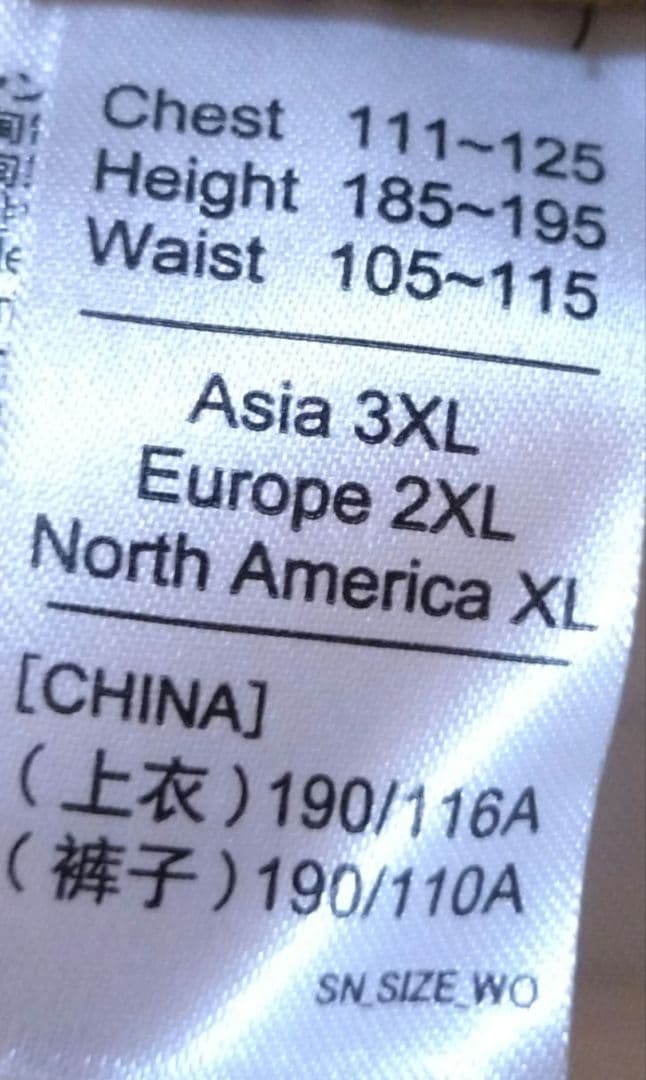 Chest 111~125
Height 185~195
Waist 105~115
Asia 3XL
Europe 2XL
North America XL
[CHINA]
(上衣)190/116A
(裤子)190/110A
SN_SIZE_WO